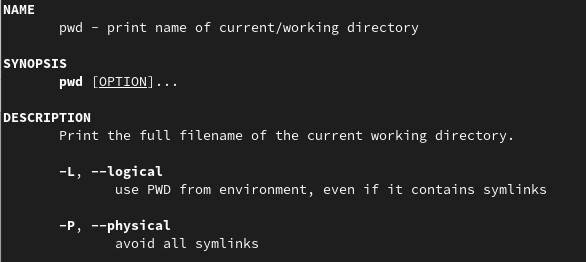 NAME
pwd - print name of current/working directory
SYNOPSIS
pwd [OPTION]...
DESCRIPTION
Print the full filename of the current working directory.
-L, --logical
use PWD from environment, even if it contains symlinks
-P, --physical
avoid all symlinks